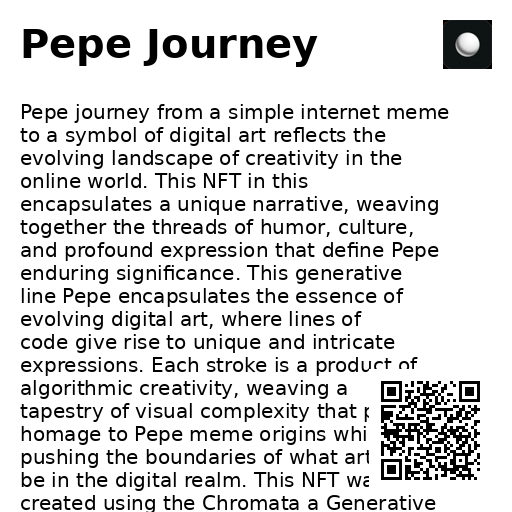 Pepe Journey
Pepe journey from a simple internet meme
to a symbol of digital art reflects the
evolving landscape of creativity in the
online world. This NFT in this
encapsulates a unique narrative, weaving
together the threads of humor, culture,
and profound expression that define Pepe
enduring significance. This generative
line Pepe encapsulates the essence of
evolving digital art, where lines of
code give rise to unique and intricate
expressions. Each stroke is a product of
algorithmic creativity, weaving a
tapestry of visual complexity that
homage to Pepe meme origins
pushing the boundaries of what art
be in the digital realm. This NFT
created using the Chromata a Generative